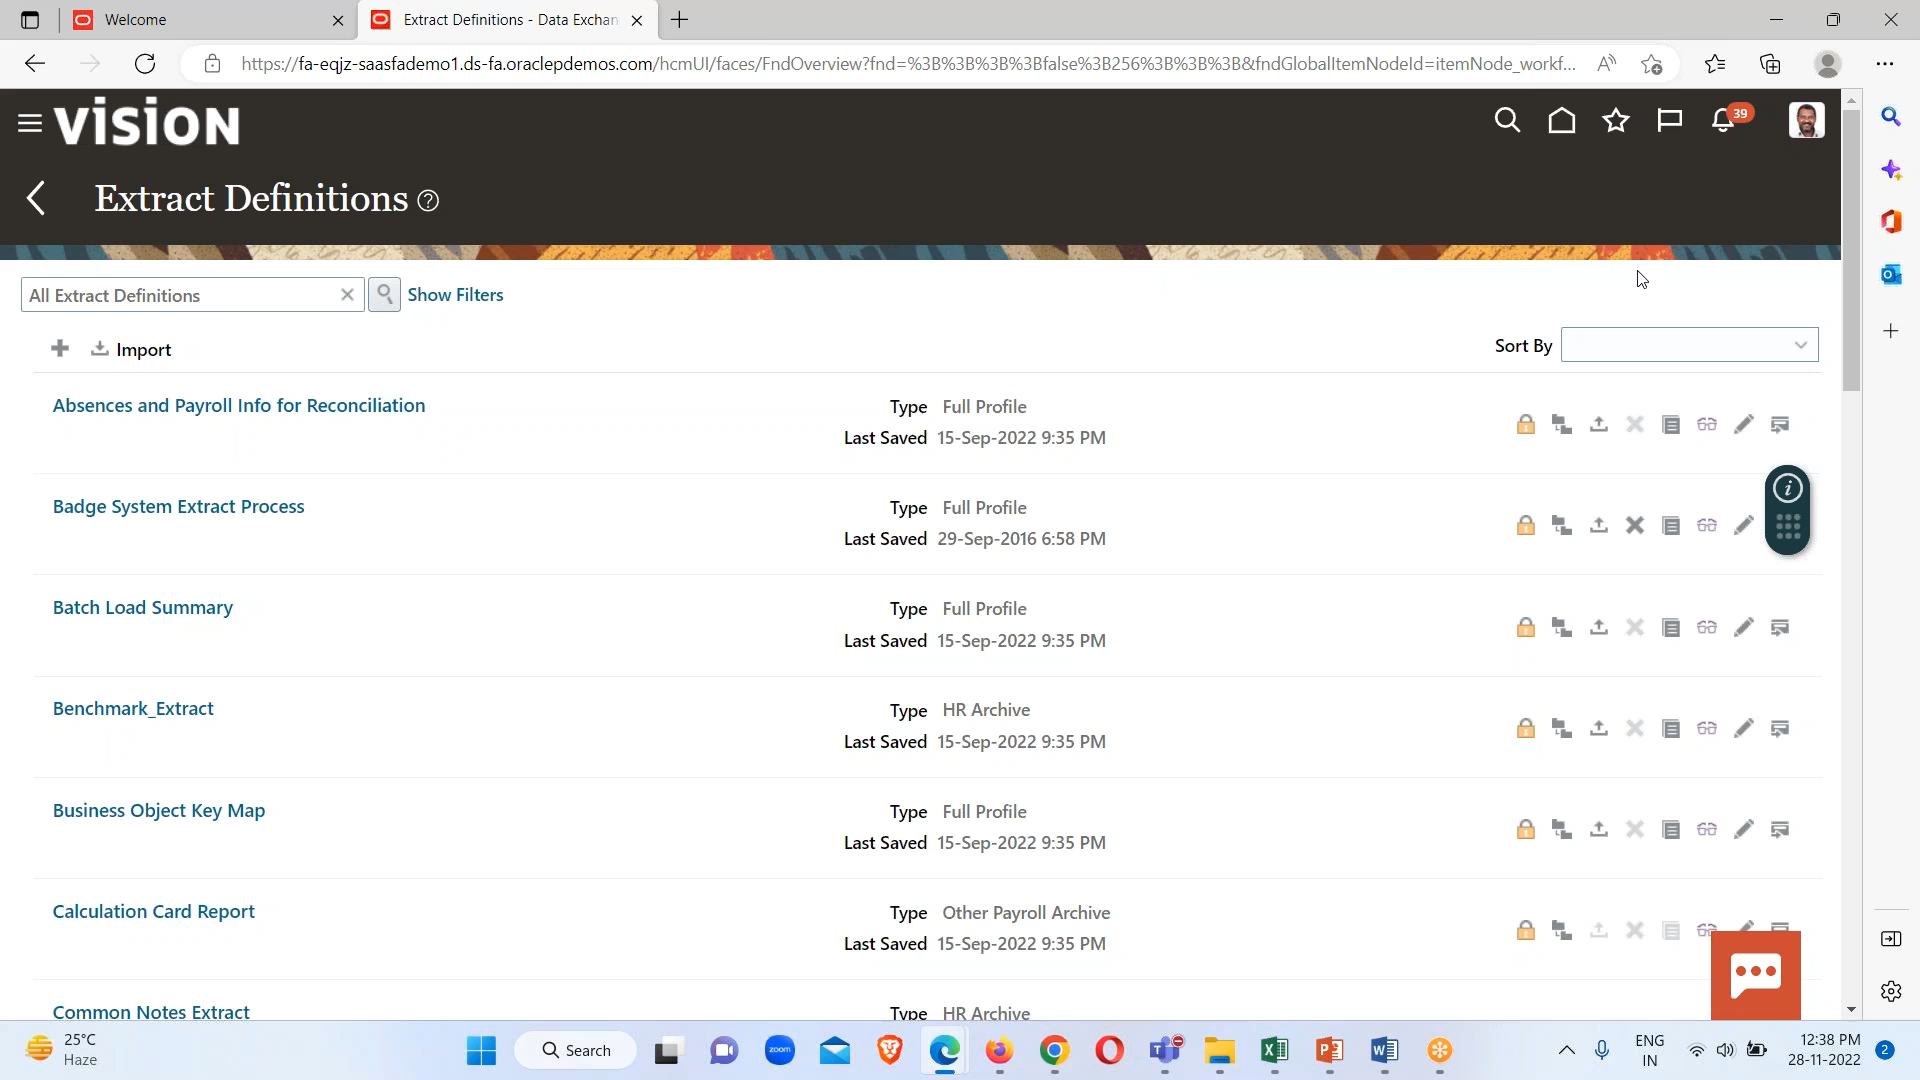 Welcome
Extract Definitions - Data Exchan
https://fa-eqjz-saasfademo1.ds-fa.oraclepdemos.com/hcmUI/faces/FndOverview?fnd=%3B%3B%3B%3Bfalse%3B256%3B%3B%3B&fndGlobalItemNodeId=itemNode_workf...
VISION
39
Extract Definitions
All Extract Definitions
Show Filters
Import
Sort By
Absences and Payroll Info for Reconciliation
Type Full Profile
Last Saved 15-Sep-2022 9:35 PM
Badge System Extract Process
Type Full Profile
Last Saved 29-Sep-2016 6:58 PM
Batch Load Summary
Type Full Profile
Last Saved 15-Sep-2022 9:35 PM
Benchmark_Extract
Type HR Archive
Last Saved 15-Sep-2022 9:35 PM
Business Object Key Map
Type Full Profile
Last Saved 15-Sep-2022 9:35 PM
Calculation Card Report
Type Other Payroll Archive
Last Saved 15-Sep-2022 9:35 PM
Common Notes Extract
Type HR Archive
25°C
Haze
Search
zoom
ENG
IN
12:38 PM
28-11-2022
2